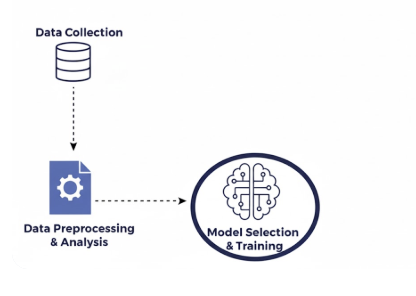 Data Collection
Data Preprocessing
& Analysis
Model Selection
& Training